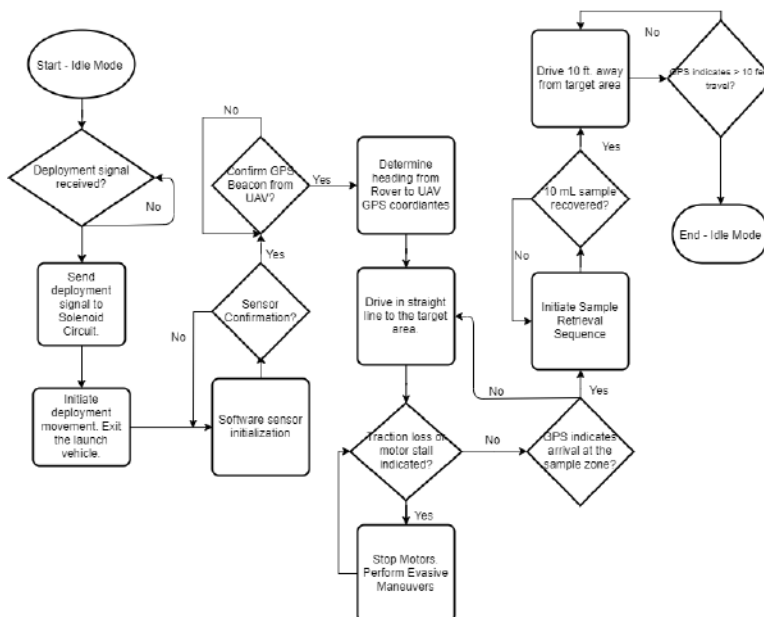 Start - Idle Mode
Deployment signal
received?
No
Send
deployment
signal to
Solenoid
Circuit.
Initiate
deployment
movement. Exit
the launch
vehicle.
No
Confirm GPS
Beacon from
UAV?
Yes
Yes
Sensor
Confirmation?
No
Software sensor
initialization
Determine
heading from
Rover to UAV
GPS coordiantes
Drive in straight
line to the target
area.
Traction loss or
motor stall
indicated?
No
Yes
Stop Motors.
Perform Evasive
Maneuvers
GPS indicates
arrival at the
sample zone?
No
Yes
Initiate Sample
Retrieval
Sequence
10 mL sample
recovered?
No
Yes
Drive 10 ft. away
from target area
No
GPS indicates > 10 fee
travel?
End - Idle Mode